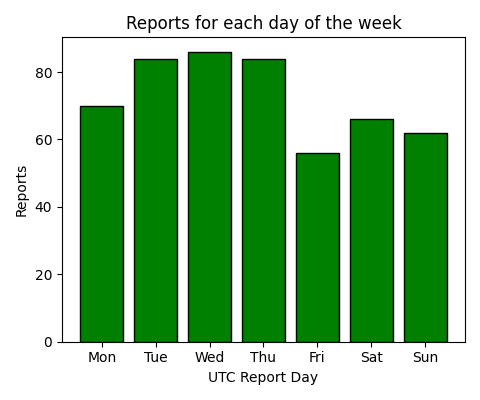 Reports for each day of the week
80
60
40
20
0
Reports
Mon Tue Wed Thu Fri Sat Sun
UTC Report Day